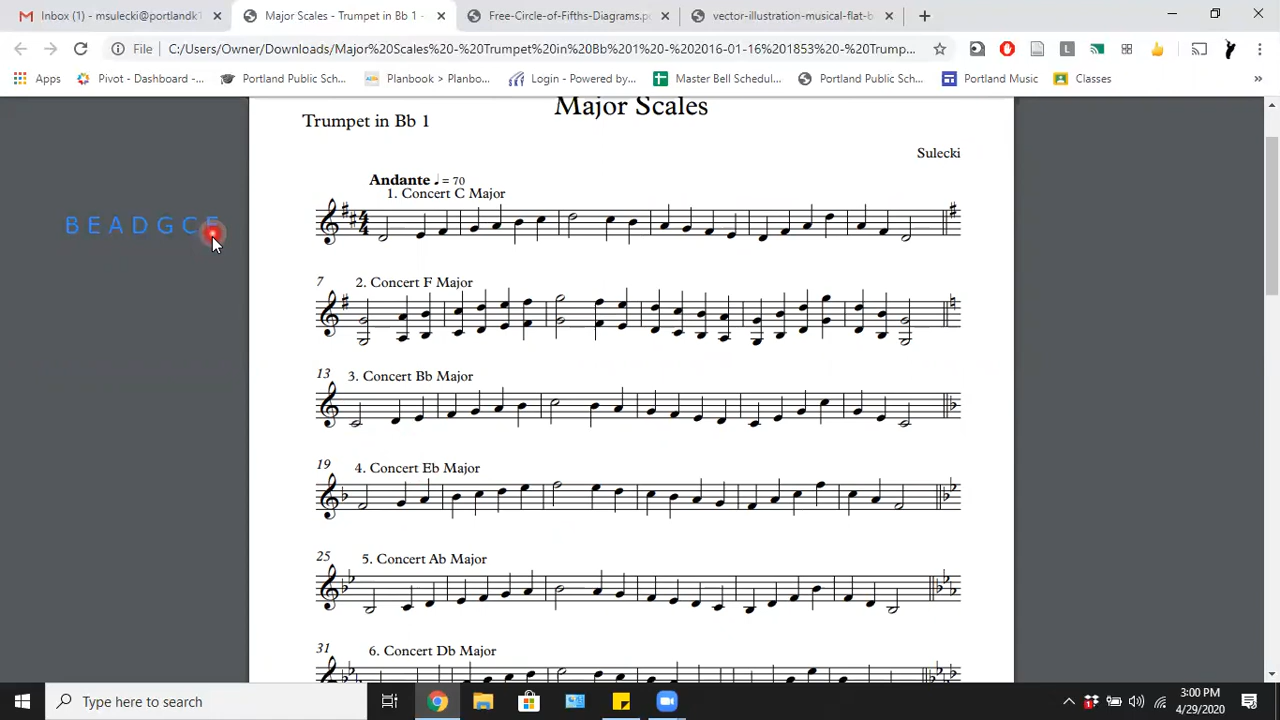 Inbox (1) - msulecki@portlandk1
Major Scales - Trumpet in Bb 1 -
Free-Circle-of-Fifths-Diagrams.p
vector-illustration-musical-flat-b
File
C:/Users/Owner/Downloads/Major%20Scales%20-%20Trumpet%20in%20Bb%201%20-%202016-01-16%201853%20-%20Trump...
Apps
Pivot - Dashboard -...
Portland Public Sch...
Planbook > Planbo...
Login - Powered by...
Master Bell Schedul...
Portland Public Sch...
Portland Music
Classes
»
Major Scales
Trumpet in Bb 1
Sulecki
Andante ♩ = 70
1. Concert C Major
B E A D G C F
4
4
7
2. Concert F Major
13
3. Concert Bb Major
19
4. Concert Eb Major
25
5. Concert Ab Major
31
6. Concert Db Major
Type here to search
3:00 PM
4/29/2020